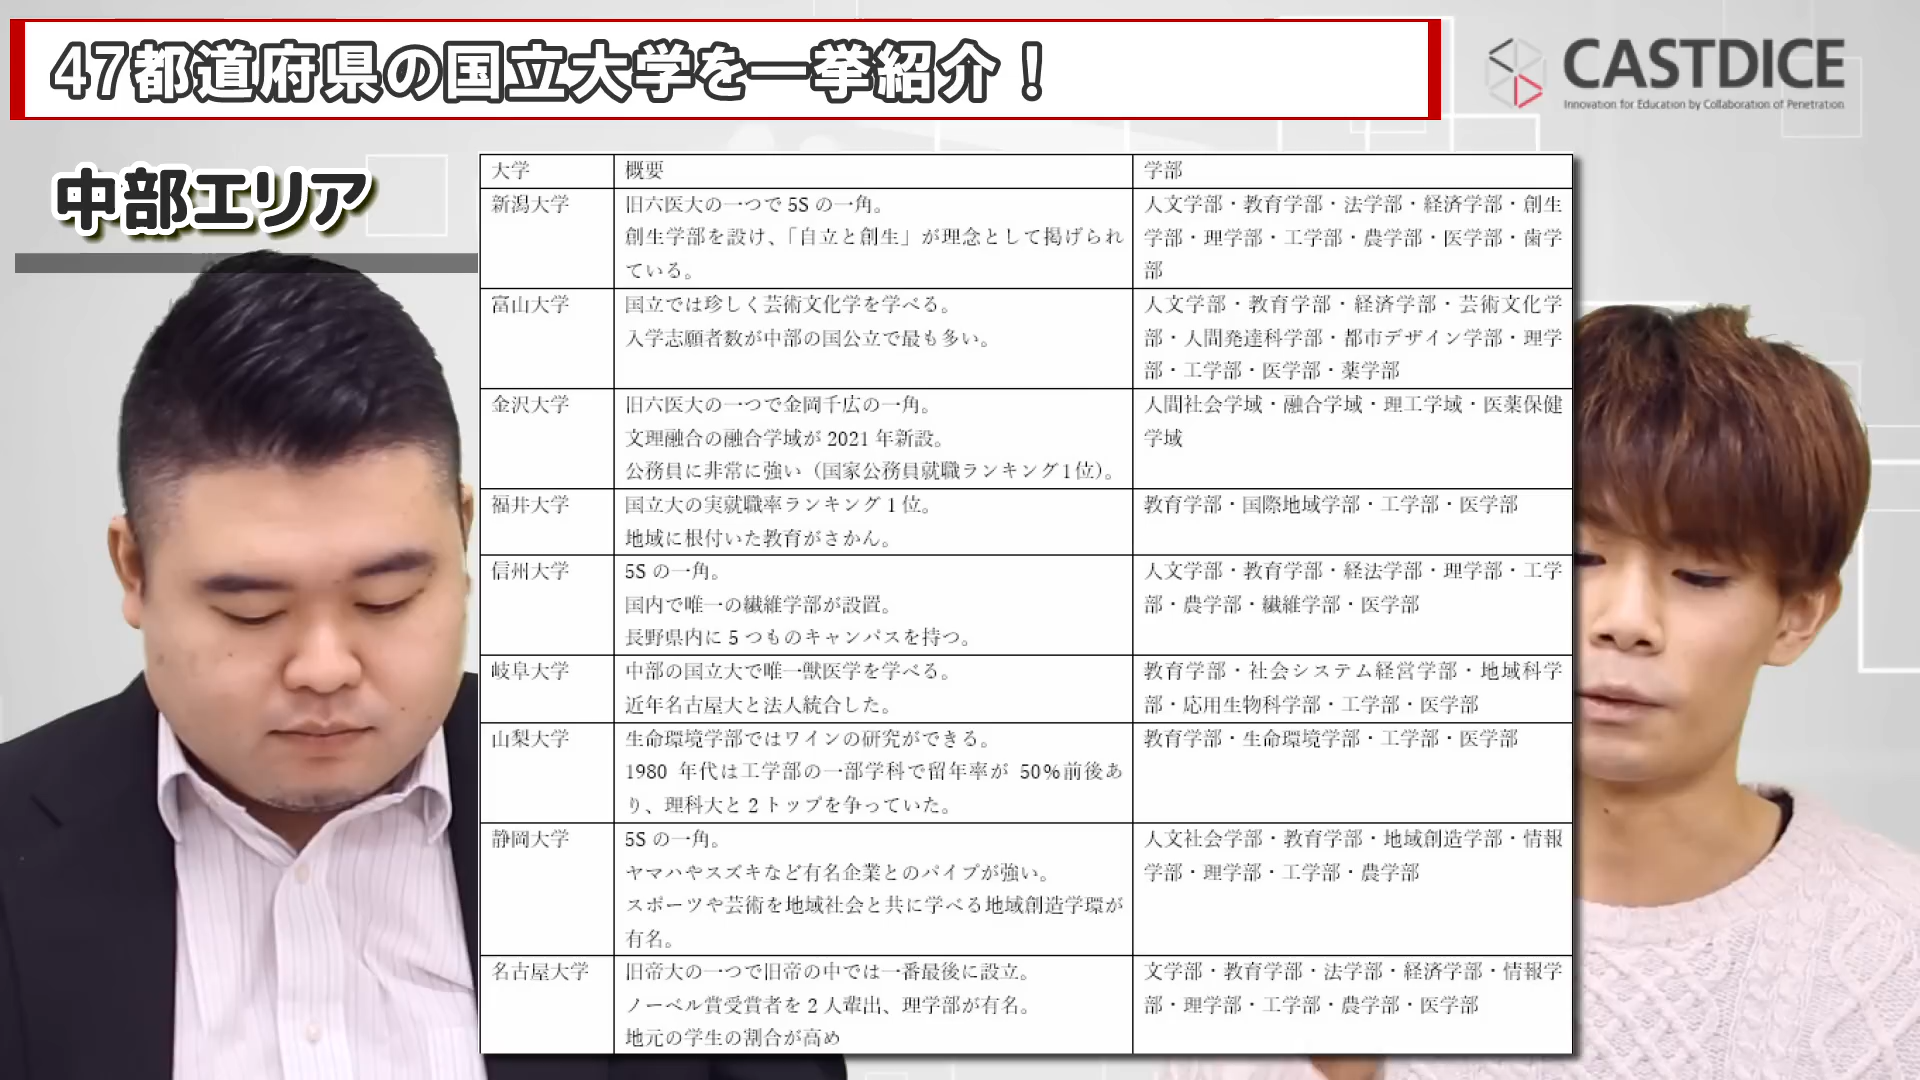 47都道府県の国立大学を一挙紹介！
CASTDICE
Innovation for Education by Collaboration of Penetration
中部エリア
大学
概要
学部
新潟大学
旧六医大の一つで 5S の一角。
創生学部を設け、「自立と創生」が理念として掲げられ
ている。
人文学部・教育学部・法学部・経済学部・創生
学部・理学部・工学部・農学部・医学部・歯学
部
富山大学
国立では珍しく芸術文化学を学べる。
入学志願者数が中部の国公立で最も多い。
人文学部・教育学部・経済学部・芸術文化学
部・人間発達科学部・都市デザイン学部・理学
部・工学部・医学部・薬学部
金沢大学
旧六医大の一つで金岡千広の一角。
文理融合の融合学域が 2021 年新設。
公務員に非常に強い（国家公務員就職ランキング1位）。
人間社会学域・融合学域・理工学域・医薬保健
学域
福井大学
国立大の実就職率ランキング 1 位。
地域に根付いた教育がさかん。
教育学部・国際地域学部・工学部・医学部
信州大学
5S の一角。
国内で唯一の繊維学部が設置。
長野県内に 5 つものキャンパスを持つ。
人文学部・教育学部・経法学部・理学部・工学
部・農学部・繊維学部・医学部
岐阜大学
中部の国立大で唯一獣医学を学べる。
近年名古屋大と法人統合した。
教育学部・社会システム経営学部・地域科学
部・応用生物科学部・工学部・医学部
山梨大学
生命環境学部ではワインの研究ができる。
1980 年代は工学部の一部学科で留年率が 50%前後あ
り、理科大と 2 トップを争っていた。
教育学部・生命環境学部・工学部・医学部
静岡大学
5S の一角。
ヤマハやスズキなど有名企業とのパイプが強い。
スポーツや芸術を地域社会と共に学べる地域創造学環が
有名。
人文社会学部・教育学部・地域創造学部・情報
学部・理学部・工学部・農学部
名古屋大学
旧帝大の一つで旧帝の中では一番最後に設立。
ノーベル賞受賞者を 2 人輩出、理学部が有名。
地元の学生の割合が高め
文学部・教育学部・法学部・経済学部・情報学
部・理学部・工学部・農学部・医学部